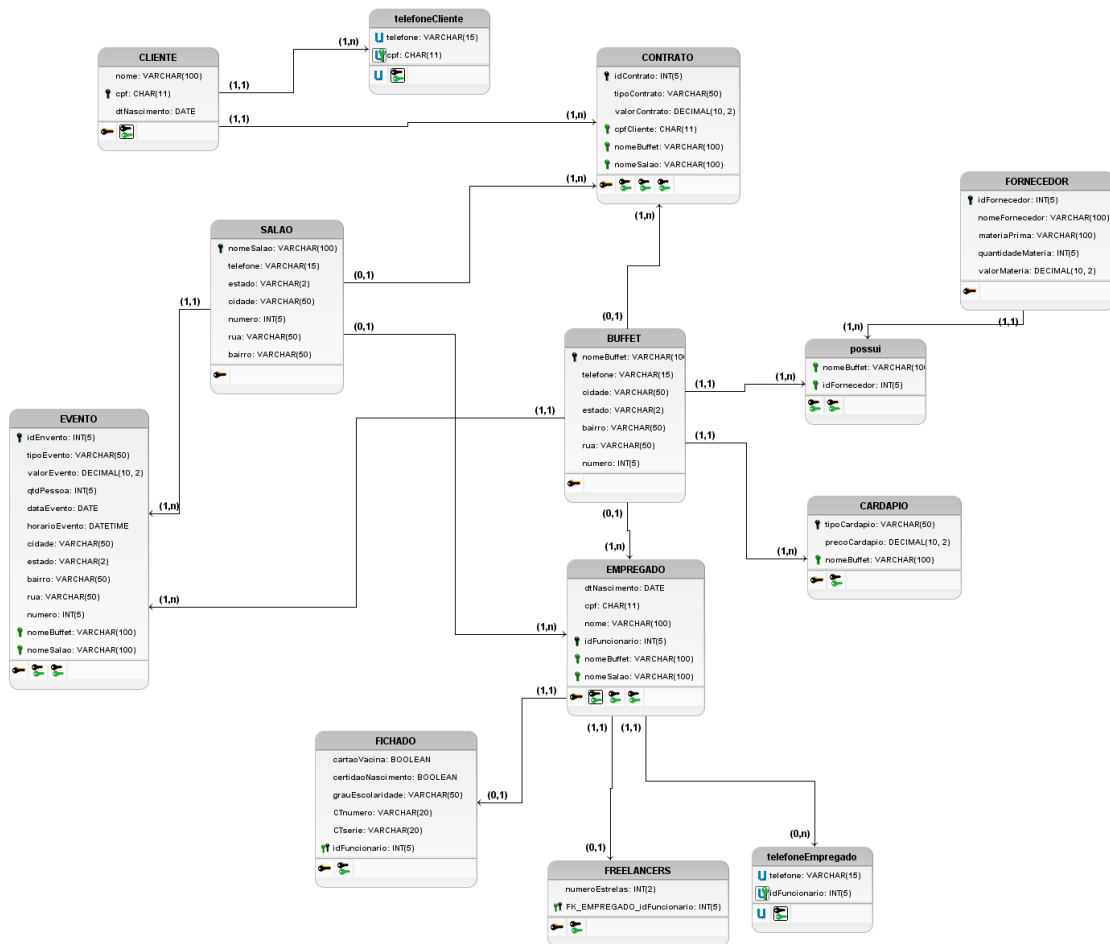 telefoneCliente
telefone: VARCHAR(15)
cpf: CHAR(11)
CLIENTE
nome: VARCHAR(100)
cpf: CHAR(11)
dtNascimento: DATE
(1,1)
(1,n)
(1,1)
(1,n)
CONTRATO
idContrato: INT(5)
tipoContrato: VARCHAR(50)
valorContrato: DECIMAL(10, 2)
cpfCliente: CHAR(11)
nomeBuffet: VARCHAR(100)
nomeSalao: VARCHAR(100)
(1,n)
(1,n)
FORNECEDOR
idFornecedor: INT(5)
nomeFornecedor: VARCHAR(100)
materiaPrima: VARCHAR(100)
quantidadeMateria: INT(5)
valorMateria: DECIMAL(10, 2)
(1,1)
SALAO
nomeSalao: VARCHAR(100)
telefone: VARCHAR(15)
estado: VARCHAR(2)
cidade: VARCHAR(50)
numero: INT(5)
rua: VARCHAR(50)
bairro: VARCHAR(50)
(0,1)
(1,1)
(0,1)
(0,1)
BUFFET
nomeBuffet: VARCHAR(100
telefone: VARCHAR(15)
cidade: VARCHAR(50)
estado: VARCHAR(2)
bairro: VARCHAR(50)
rua: VARCHAR(50)
numero: INT(5)
(1,1)
(1,n)
(1,n)
possui
nomeBuffet: VARCHAR(100
idFornecedor: INT(5)
(1,1)
(1,1)
EVENTO
idEnvento: INT(5)
tipoEvento: VARCHAR(50)
valorEvento: DECIMAL(10, 2)
qtdPessoa: INT(5)
dataEvento: DATE
horarioEvento: DATETIME
cidade: VARCHAR(50)
estado: VARCHAR(2)
bairro: VARCHAR(50)
rua: VARCHAR(50)
numero: INT(5)
nomeBuffet: VARCHAR(100)
nomeSalao: VARCHAR(100)
(1,n)
(1,n)
CARDAPIO
tipoCardapio: VARCHAR(50)
precoCardapio: DECIMAL(10, 2)
nomeBuffet: VARCHAR(100)
(1,n)
(0,1)
(1,n)
(1,n)
EMPREGADO
dtNascimento: DATE
cpf: CHAR(11)
nome: VARCHAR(100)
idFuncionario: INT(5)
nomeBuffet: VARCHAR(100)
nomeSalao: VARCHAR(100)
(1,1)
(1,1)
(1,1)
FICHADO
cartaoVacina: BOOLEAN
certidaoNascimento: BOOLEAN
grauEscolaridade: VARCHAR(50)
CTnumero: VARCHAR(20)
CTserie: VARCHAR(20)
idFuncionario: INT(5)
(0,1)
(0,1)
(0,n)
FREELANCERS
numeroEstrelas: INT(2)
FK_EMPREGADO_idFuncionario: INT(5)
telefoneEmpregado
telefone: VARCHAR(15)
idFuncionario: INT(5)